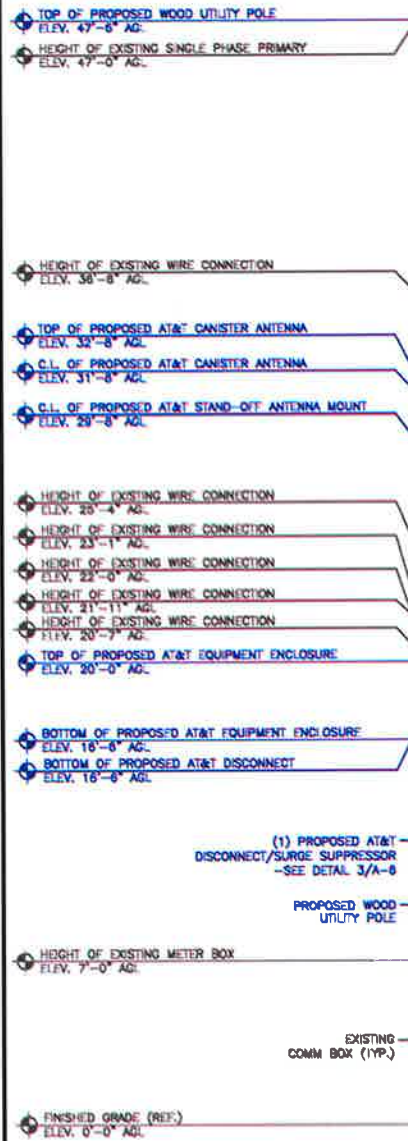 TOP OF PROPOSED WOOD UTILITY POLE
ELEV. 47'-6" AGL
HEIGHT OF EXISTING SINGLE PHASE PRIMARY
ELEV. 47'-0" AGL
HEIGHT OF EXISTING WIRE CONNECTION
ELEV. 36'-8" AGL
TOP OF PROPOSED AT&T CANISTER ANTENNA
ELEV. 32'-8" AGL
C.L. OF PROPOSED AT&T CANISTER ANTENNA
ELEV. 31'-8" AGL
C.L. OF PROPOSED AT&T STAND-OFF ANTENNA MOUNT
ELEV. 29'-8" AGL
HEIGHT OF EXISTING WIRE CONNECTION
ELEV. 25'-4" AGL
HEIGHT OF EXISTING WIRE CONNECTION
ELEV. 23'-1" AGL
HEIGHT OF EXISTING WIRE CONNECTION
ELEV. 22'-0" AGL
HEIGHT OF EXISTING WIRE CONNECTION
ELEV. 21'-11" AGL
HEIGHT OF EXISTING WIRE CONNECTION
ELEV. 20'-7" AGL
TOP OF PROPOSED AT&T EQUIPMENT ENCLOSURE
ELEV. 20'-0" AGL
BOTTOM OF PROPOSED AT&T EQUIPMENT ENCLOSURE
ELEV. 16'-6" AGL
BOTTOM OF PROPOSED AT&T DISCONNECT
ELEV. 16'-6" AGL
(1) PROPOSED AT&T
DISCONNECT/SURGE SUPPRESSOR
-SEE DETAIL 3/A-6
PROPOSED WOOD
UTILITY POLE
HEIGHT OF EXISTING METER BOX
ELEV. 7'-0" AGL
EXISTING
COMM BOX (TYP.)
FINISHED GRADE (REF.)
ELEV. 0'-0" AGL